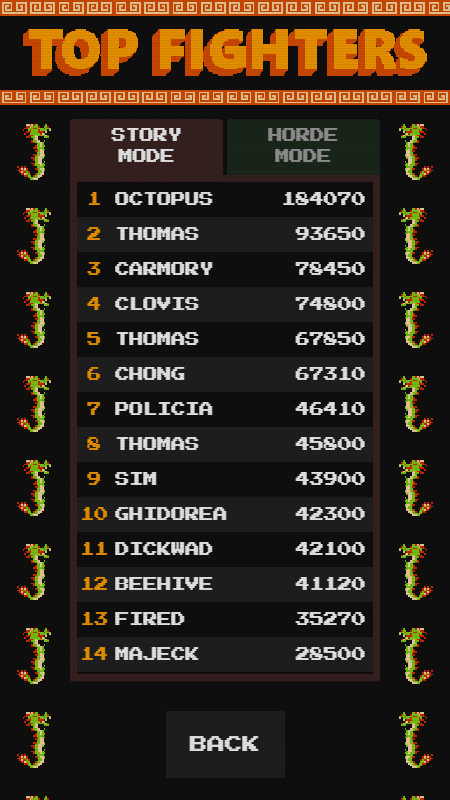 TOP FIGHTERS
STORY MODE
HORDE MODE
1 OCTOPUS 184070
2 THOMAS 93650
3 CARMORY 78450
4 CLOVIS 74800
5 THOMAS 67850
6 CHONG 67310
7 POLICIA 46410
8 THOMAS 45800
9 SIM 43900
10 GHIDOREA 42300
11 DICKWAD 42100
12 BEEHIVE 41120
13 FIRED 35270
14 MAJECK 28500
BACK